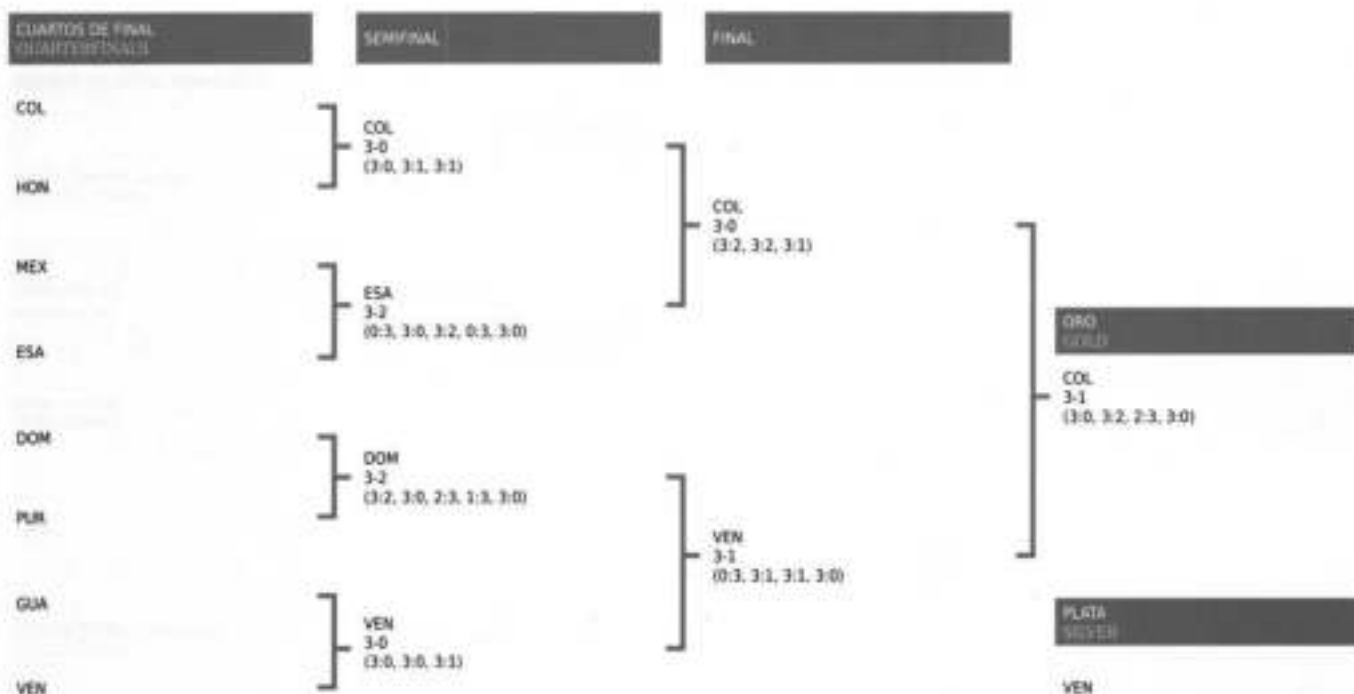 CUARTOS DE FINAL
QUARTERFINALS
SEMIFINAL
FINAL
COL
HON
MEX
ESA
DOM
PUR
GUA
VEN
COL
3-0
(3:0, 3:1, 3:1)
ESA
3-2
(0:3, 3:0, 3:2, 0:3, 3:0)
DOM
3-2
(3:2, 3:0, 2:3, 1:3, 3:0)
VEN
3-0
(3:0, 3:0, 3:1)
COL
3-0
(3:2, 3:2, 3:1)
VEN
3-1
(0:3, 3:1, 3:1, 3:0)
ORO
GOLD
COL
3-1
(3:0, 3:2, 2:3, 3:0)
PLATA
SILVER
VEN